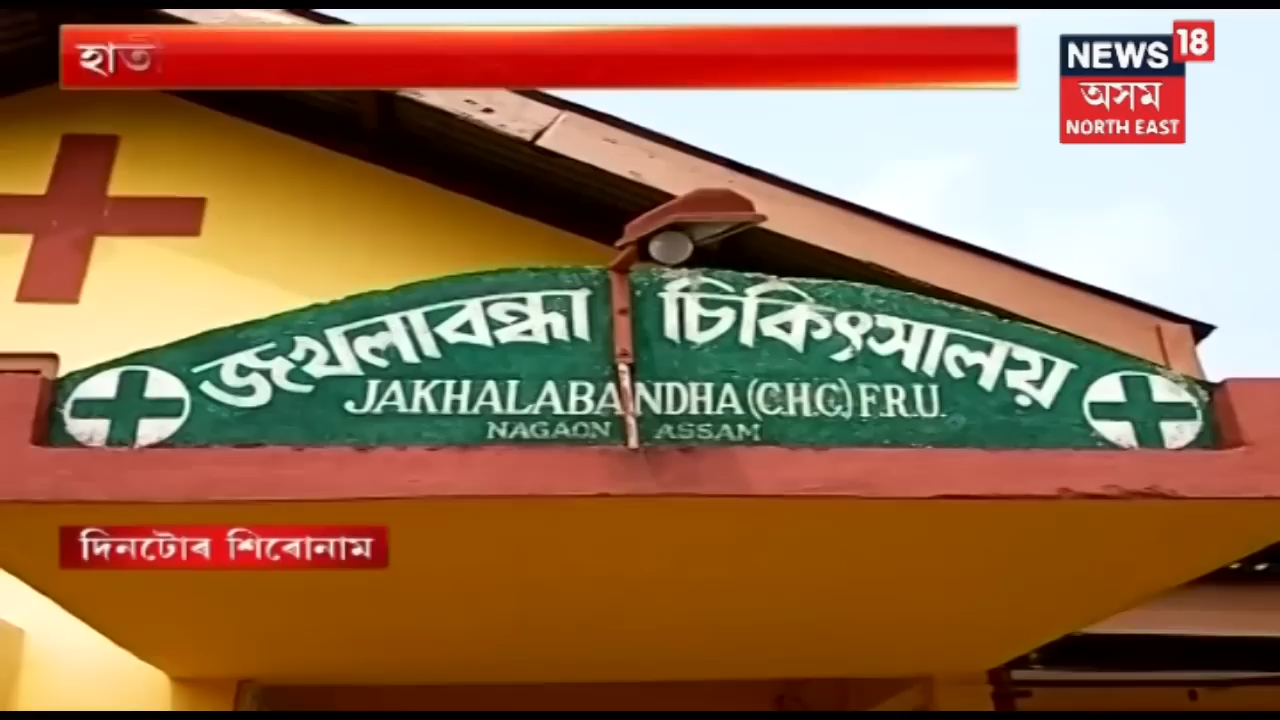 হাতী
NEWS 18
অসম
NORTH EAST
জখলাবন্ধা চিকিৎসালয়
JAKHALABANDHA (C.H.C.) F.R.U.
NAGAON ASSAM
দিনটোৰ শিৰোনাম